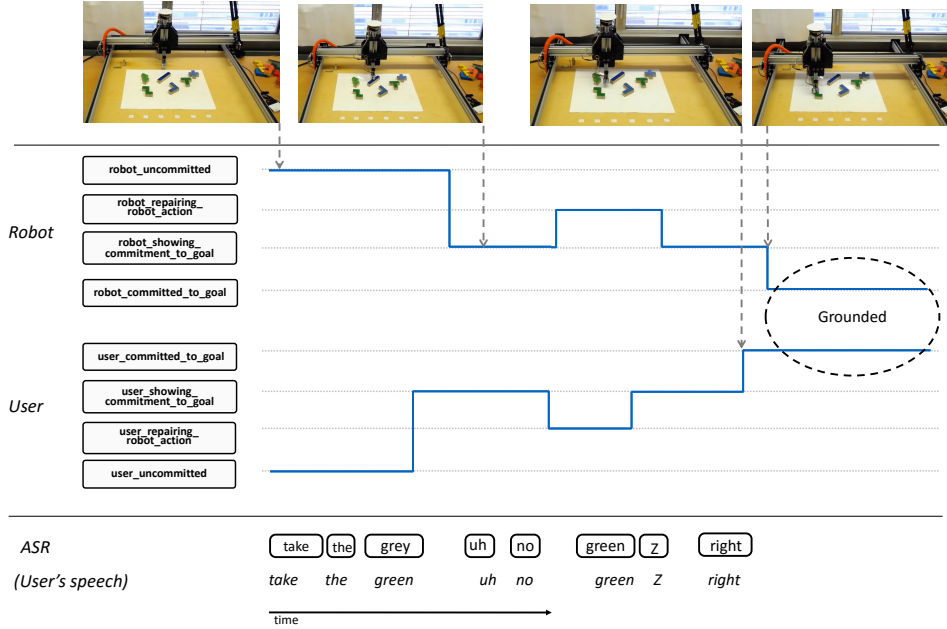 robot_uncommitted
robot_repairing_
robot_action
Robot
robot_showing_
commitment_to_goal
robot_committed_to_goal
Grounded
user_committed_to_goal
user_showing_
commitment_to_goal
User
user_repairing_
robot_action
user_uncommitted
ASR take the grey uh no green Z right
(User's speech) take the green uh no green Z right
time